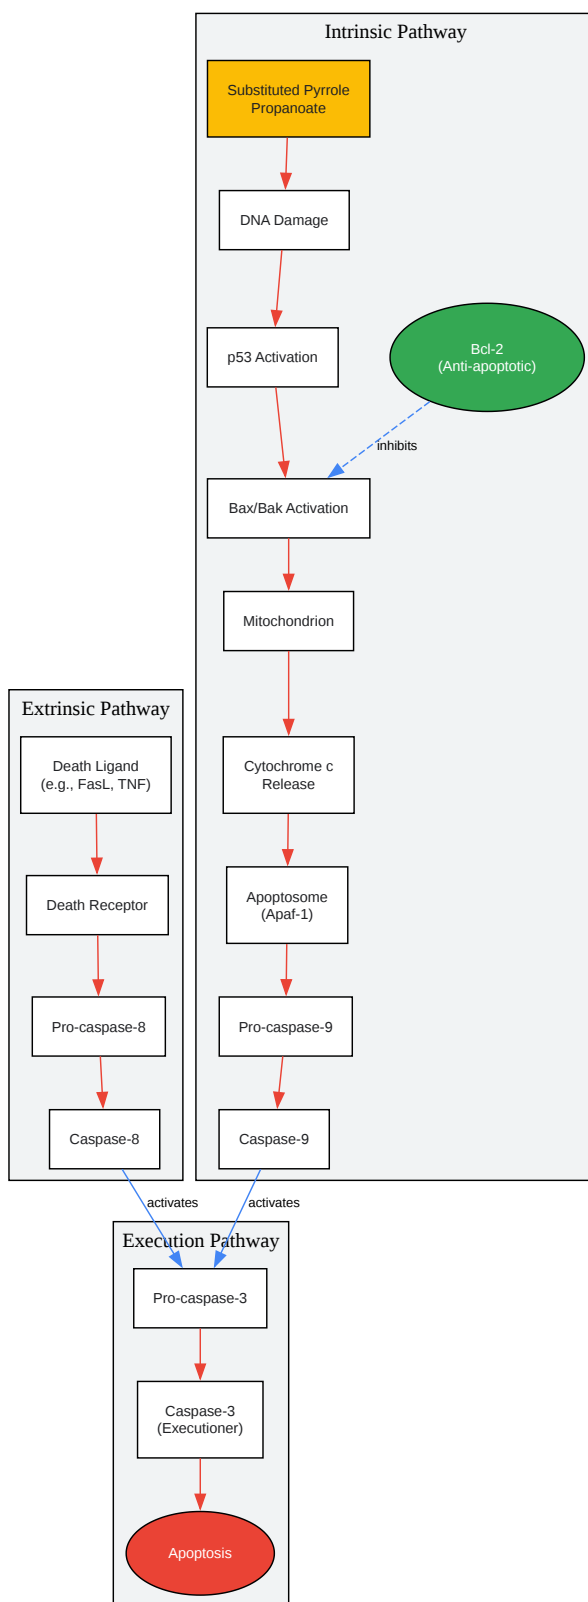 Intrinsic Pathway
Substituted Pyrrole
Propanoate
DNA Damage
p53 Activation
Bcl-2
(Anti-apoptotic)
inhibits
Bax/Bak Activation
Mitochondrion
Cytochrome c
Release
Apoptosome
(Apaf-1)
Pro-caspase-9
Caspase-9
Extrinsic Pathway
Death Ligand
(e.g., FasL, TNF)
Death Receptor
Pro-caspase-8
Caspase-8
activates
activates
Execution Pathway
Pro-caspase-3
Caspase-3
(Executioner)
Apoptosis